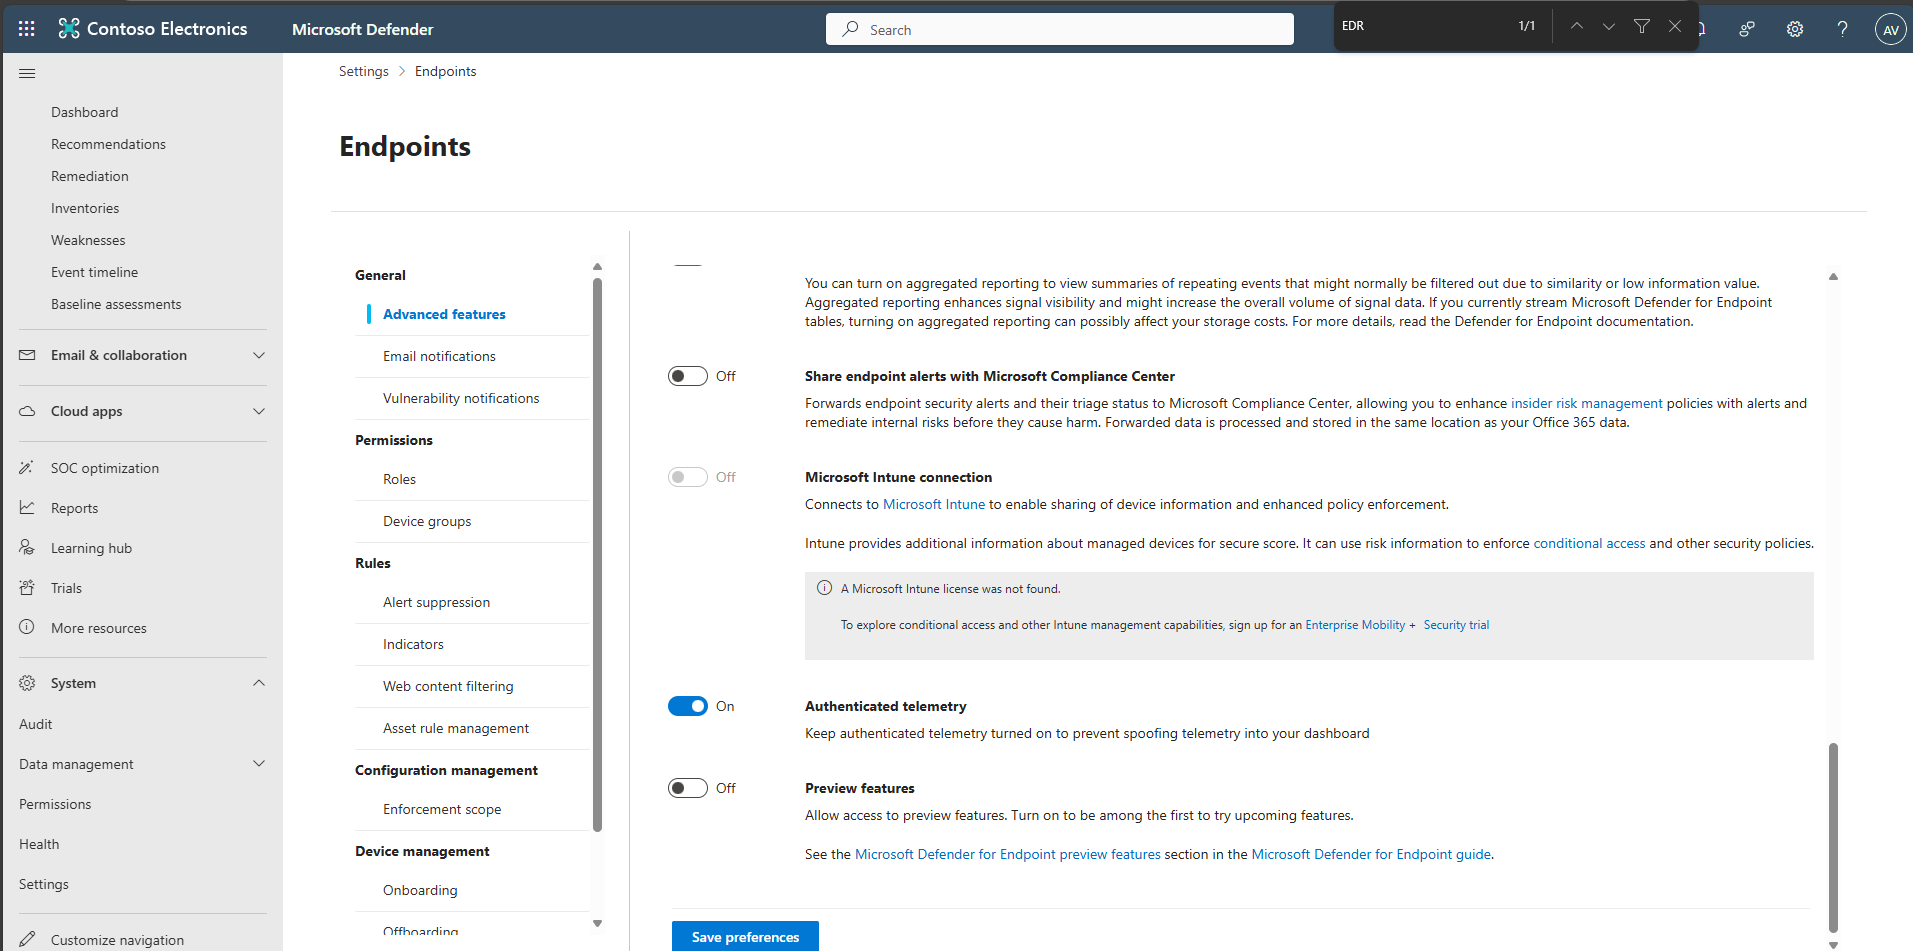 Contoso Electronics
Microsoft Defender
Search
EDR
1/1
AV
Settings
Endpoints
Dashboard
Recommendations
Remediation
Inventories
Weaknesses
Event timeline
Baseline assessments
Email & collaboration
Cloud apps
SOC optimization
Reports
Learning hub
Trials
More resources
System
Audit
Data management
Permissions
Health
Settings
Customize navigation
Endpoints
General
Advanced features
Email notifications
Vulnerability notifications
Permissions
Roles
Device groups
Rules
Alert suppression
Indicators
Web content filtering
Asset rule management
Configuration management
Enforcement scope
Device management
Onboarding
Offboarding
You can turn on aggregated reporting to view summaries of repeating events that might normally be filtered out due to similarity or low information value.
Aggregated reporting enhances signal visibility and might increase the overall volume of signal data. If you currently stream Microsoft Defender for Endpoint
tables, turning on aggregated reporting can possibly affect your storage costs. For more details, read the Defender for Endpoint documentation.
Off
Share endpoint alerts with Microsoft Compliance Center
Forwards endpoint security alerts and their triage status to Microsoft Compliance Center, allowing you to enhance insider risk management policies with alerts and
remediate internal risks before they cause harm. Forwarded data is processed and stored in the same location as your Office 365 data.
Off
Microsoft Intune connection
Connects to Microsoft Intune to enable sharing of device information and enhanced policy enforcement.
Intune provides additional information about managed devices for secure score. It can use risk information to enforce conditional access and other security policies.
A Microsoft Intune license was not found.
To explore conditional access and other Intune management capabilities, sign up for an Enterprise Mobility + Security trial
On
Authenticated telemetry
Keep authenticated telemetry turned on to prevent spoofing telemetry into your dashboard
Off
Preview features
Allow access to preview features. Turn on to be among the first to try upcoming features.
See the Microsoft Defender for Endpoint preview features section in the Microsoft Defender for Endpoint guide.
Save preferences